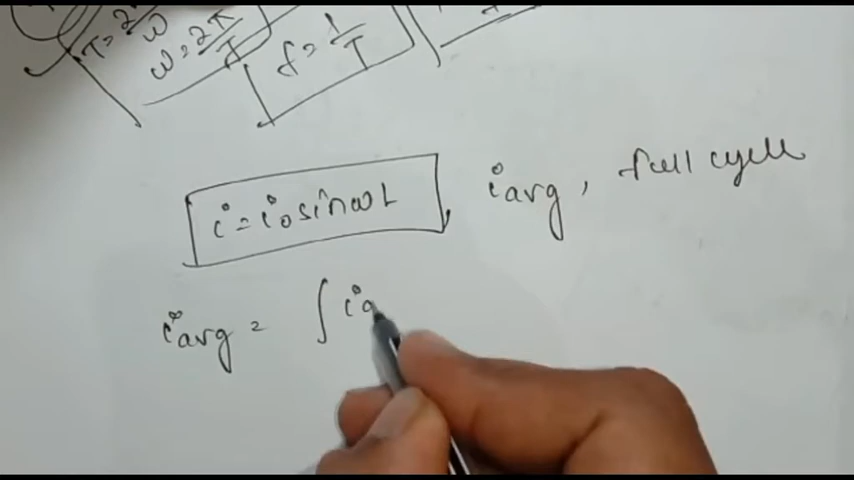 T = 2π/ω
ω = 2π/T
f = 1/T
i = i₀ sin ωt
i avg, full cycle
i avg = ∫ i